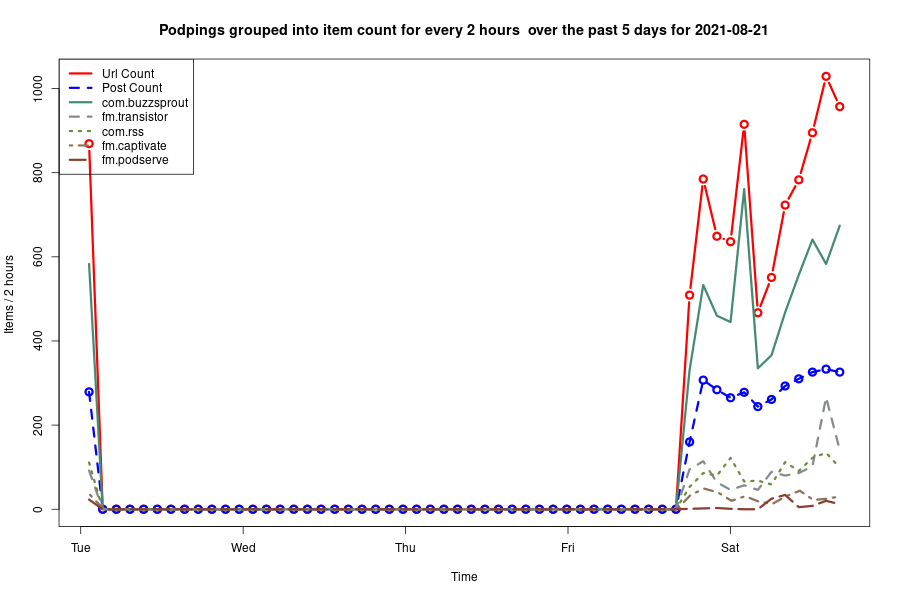 Podpings grouped into item count for every 2 hours  over the past 5 days for 2021-08-21
Url Count
Post Count
com.buzzsprout
fm.transistor
com.rss
fm.captivate
fm.podserve
Items / 2 hours
1000
800
600
400
200
0
Tue Wed Thu Fri Sat
Time